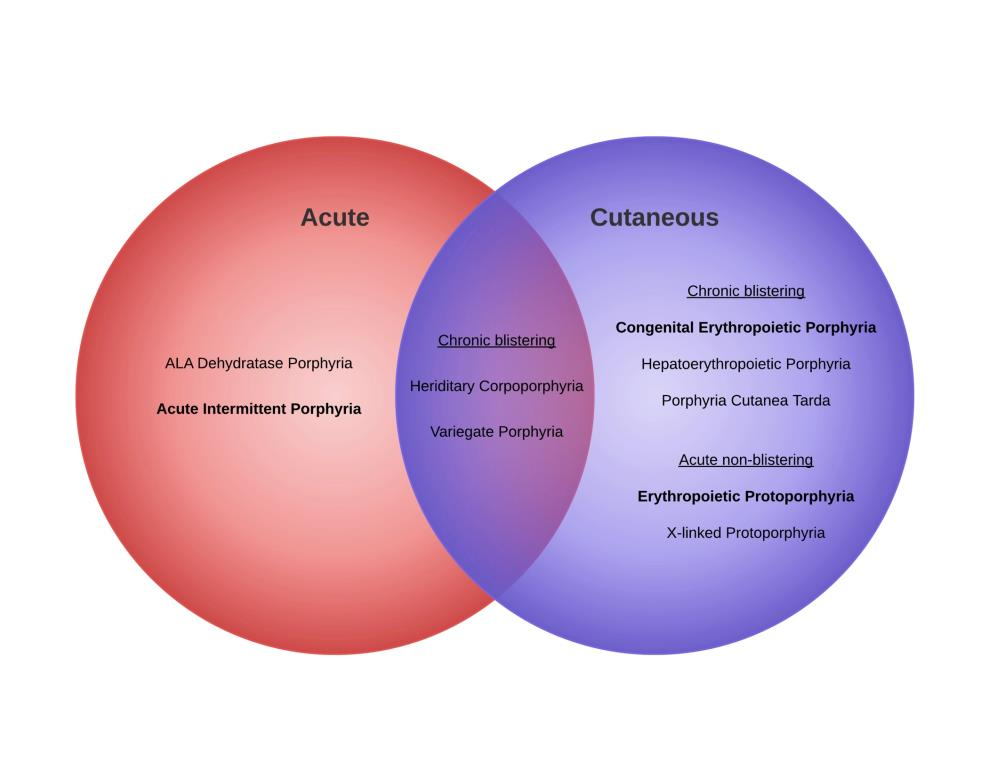 Acute
Cutaneous
ALA Dehydratase Porphyria
Acute Intermittent Porphyria
Chronic blistering
Heriditary Corpoporphyria
Variegate Porphyria
Chronic blistering
Congenital Erythropoietic Porphyria
Hepatoerythropoietic Porphyria
Porphyria Cutanea Tarda
Acute non-blistering
Erythropoietic Protoporphyria
X-linked Protoporphyria